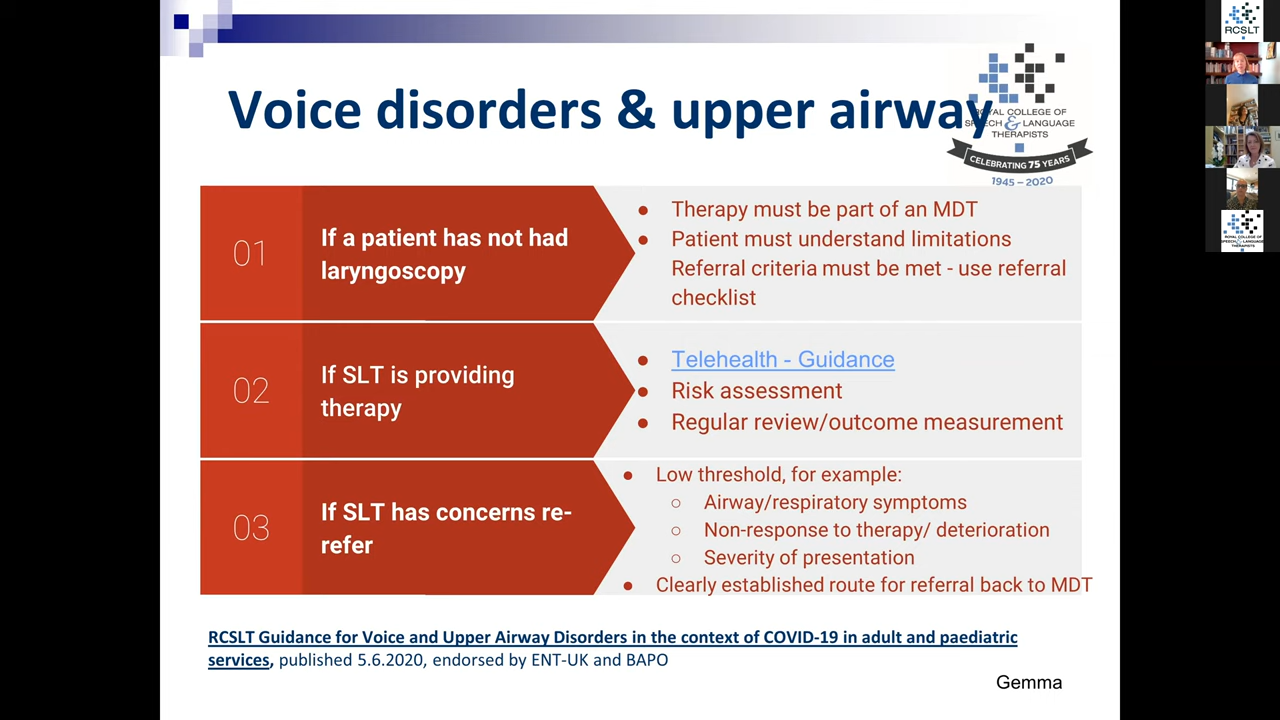 Voice disorders & upper airway
ROYAL COLLEGE OF
SPEECH & LANGUAGE
THERAPISTS
CELEBRATING 75 YEARS
1945 – 2020
01
If a patient has not had
laryngoscopy
● Therapy must be part of an MDT
● Patient must understand limitations
Referral criteria must be met - use referral
checklist
02
If SLT is providing
therapy
● Telehealth - Guidance
● Risk assessment
● Regular review/outcome measurement
03
If SLT has concerns re-
refer
● Low threshold, for example:
○ Airway/respiratory symptoms
○ Non-response to therapy/ deterioration
○ Severity of presentation
● Clearly established route for referral back to MDT
RCSLT Guidance for Voice and Upper Airway Disorders in the context of COVID-19 in adult and paediatric
services, published 5.6.2020, endorsed by ENT-UK and BAPO
Gemma
RCSLT
ROYAL COLLEGE OF
SPEECH & LANGUAGE
THERAPISTS